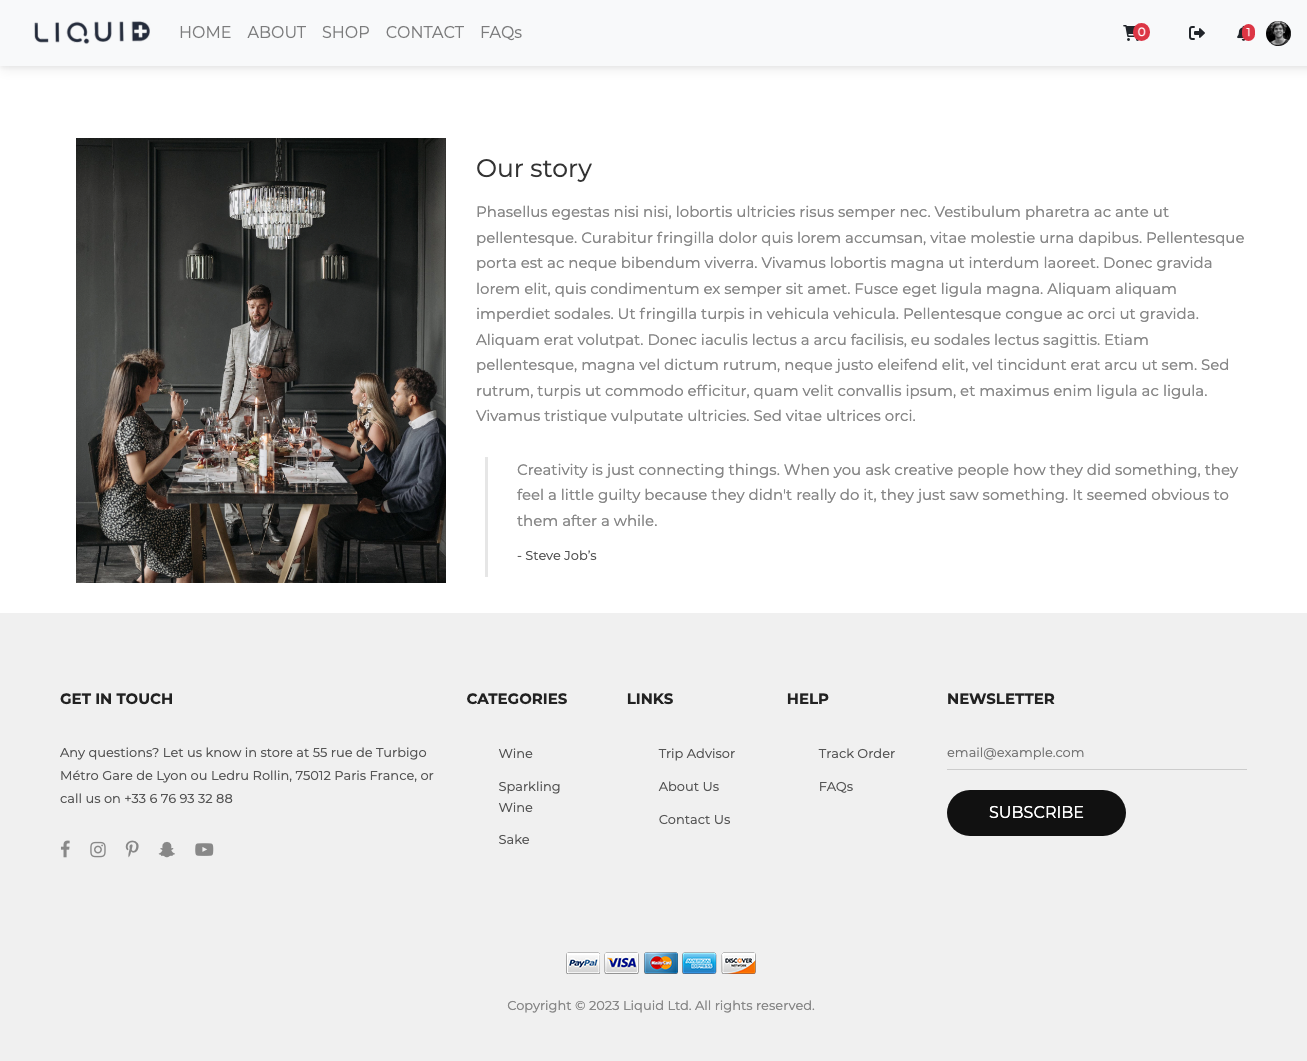 LIQUID HOME ABOUT SHOP CONTACT FAQs 0 1
Our story
Phasellus egestas nisi nisi, lobortis ultricies risus semper nec. Vestibulum pharetra ac ante ut
pellentesque. Curabitur fringilla dolor quis lorem accumsan, vitae molestie urna dapibus. Pellentesque
porta est ac neque bibendum viverra. Vivamus lobortis magna ut interdum laoreet. Donec gravida
lorem elit, quis condimentum ex semper sit amet. Fusce eget ligula magna. Aliquam aliquam
imperdiet sodales. Ut fringilla turpis in vehicula vehicula. Pellentesque congue ac orci ut gravida.
Aliquam erat volutpat. Donec iaculis lectus a arcu facilisis, eu sodales lectus sagittis. Etiam
pellentesque, magna vel dictum rutrum, neque justo eleifend elit, vel tincidunt erat arcu ut sem. Sed
rutrum, turpis ut commodo efficitur, quam velit convallis ipsum, et maximus enim ligula ac ligula.
Vivamus tristique vulputate ultricies. Sed vitae ultrices orci.
Creativity is just connecting things. When you ask creative people how they did something, they
feel a little guilty because they didn't really do it, they just saw something. It seemed obvious to
them after a while.
- Steve Job's
GET IN TOUCH
Any questions? Let us know in store at 55 rue de Turbigo
Métro Gare de Lyon ou Ledru Rollin, 75012 Paris France, or
call us on +33 6 76 93 32 88
CATEGORIES
Wine
Sparkling
Wine
Sake
LINKS
Trip Advisor
About Us
Contact Us
HELP
Track Order
FAQs
NEWSLETTER
email@example.com
SUBSCRIBE
PayPal VISA MasterCard AMERICAN EXPRESS DISCOVER NETWORK
Copyright © 2023 Liquid Ltd. All rights reserved.